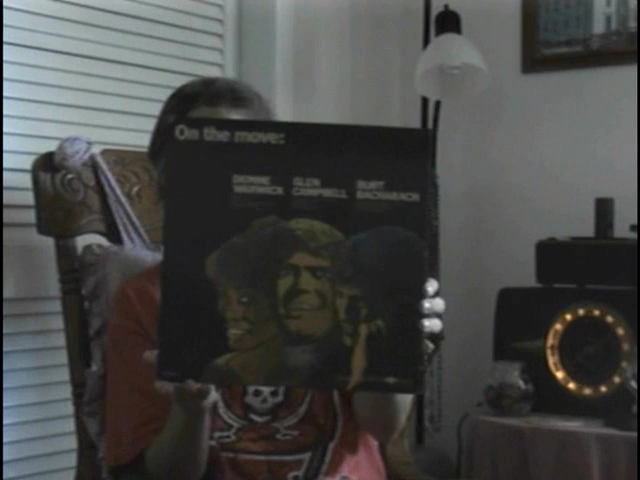 On the move:
DIONNE WARWICK
GLEN CAMPBELL
BURT BACHARACH